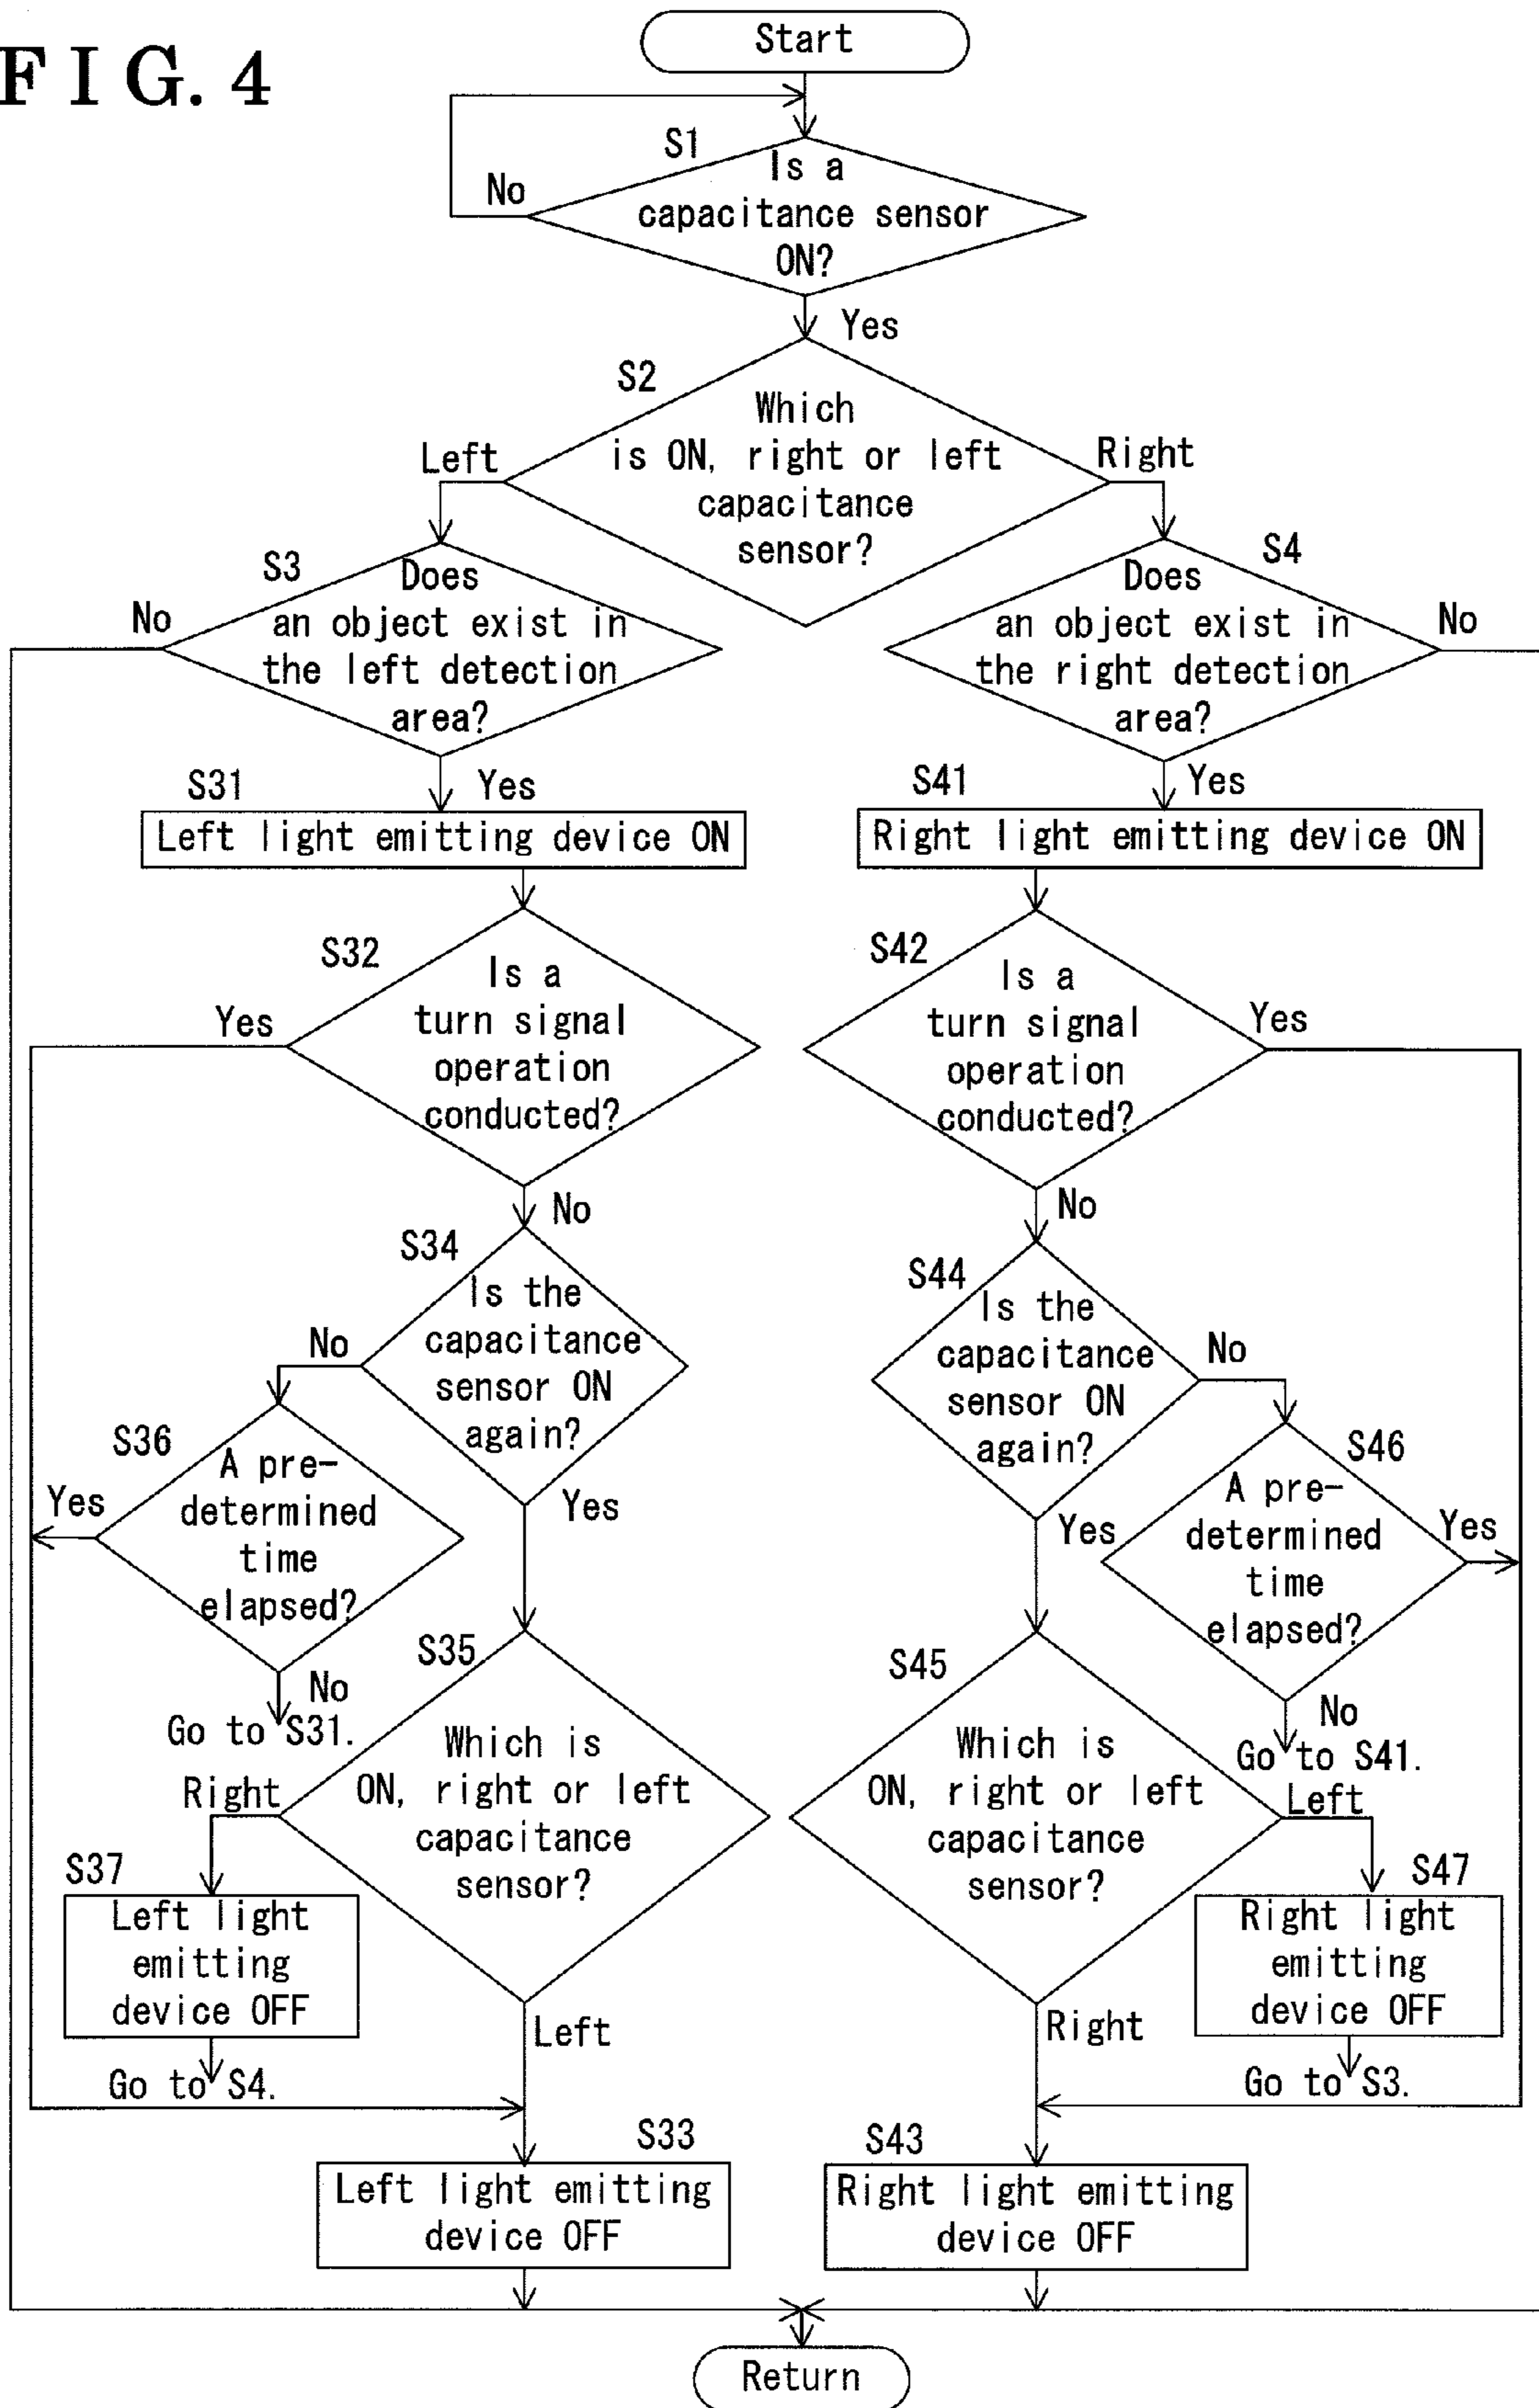 FIG. 4
Start
S1
Is a
capacitance sensor
ON?
No
Yes
S2
Which
is ON, right or left
capacitance
sensor?
Left
Right
S3
Does
an object exist in
the left detection
area?
No
S4
Does
an object exist in
the right detection
area?
No
Yes
Yes
S31
Left light emitting device ON
S41
Right light emitting device ON
S32
Is a
turn signal
operation
conducted?
Yes
No
S42
Is a
turn signal
operation
conducted?
Yes
No
S34
Is the
capacitance
sensor ON
again?
No
Yes
S44
Is the
capacitance
sensor ON
again?
No
Yes
S36
A pre-
determined
time
elapsed?
Yes
No
Go to S31.
S46
A pre-
determined
time
elapsed?
Yes
No
Go to S41.
S35
Which is
ON, right or left
capacitance
sensor?
Right
Left
S45
Which is
ON, right or left
capacitance
sensor?
Left
Right
S37
Left light
emitting
device OFF
Go to S4.
S47
Right light
emitting
device OFF
Go to S3.
S33
Left light emitting
device OFF
S43
Right light emitting
device OFF
Return